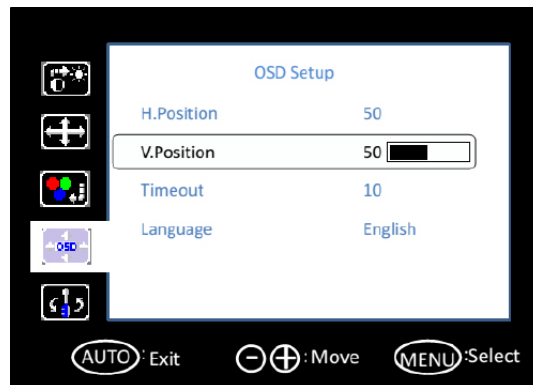 OSD Setup
H.Position 50
V.Position 50
Timeout 10
Language English
OSD
AUTO : Exit - + : Move MENU :Select